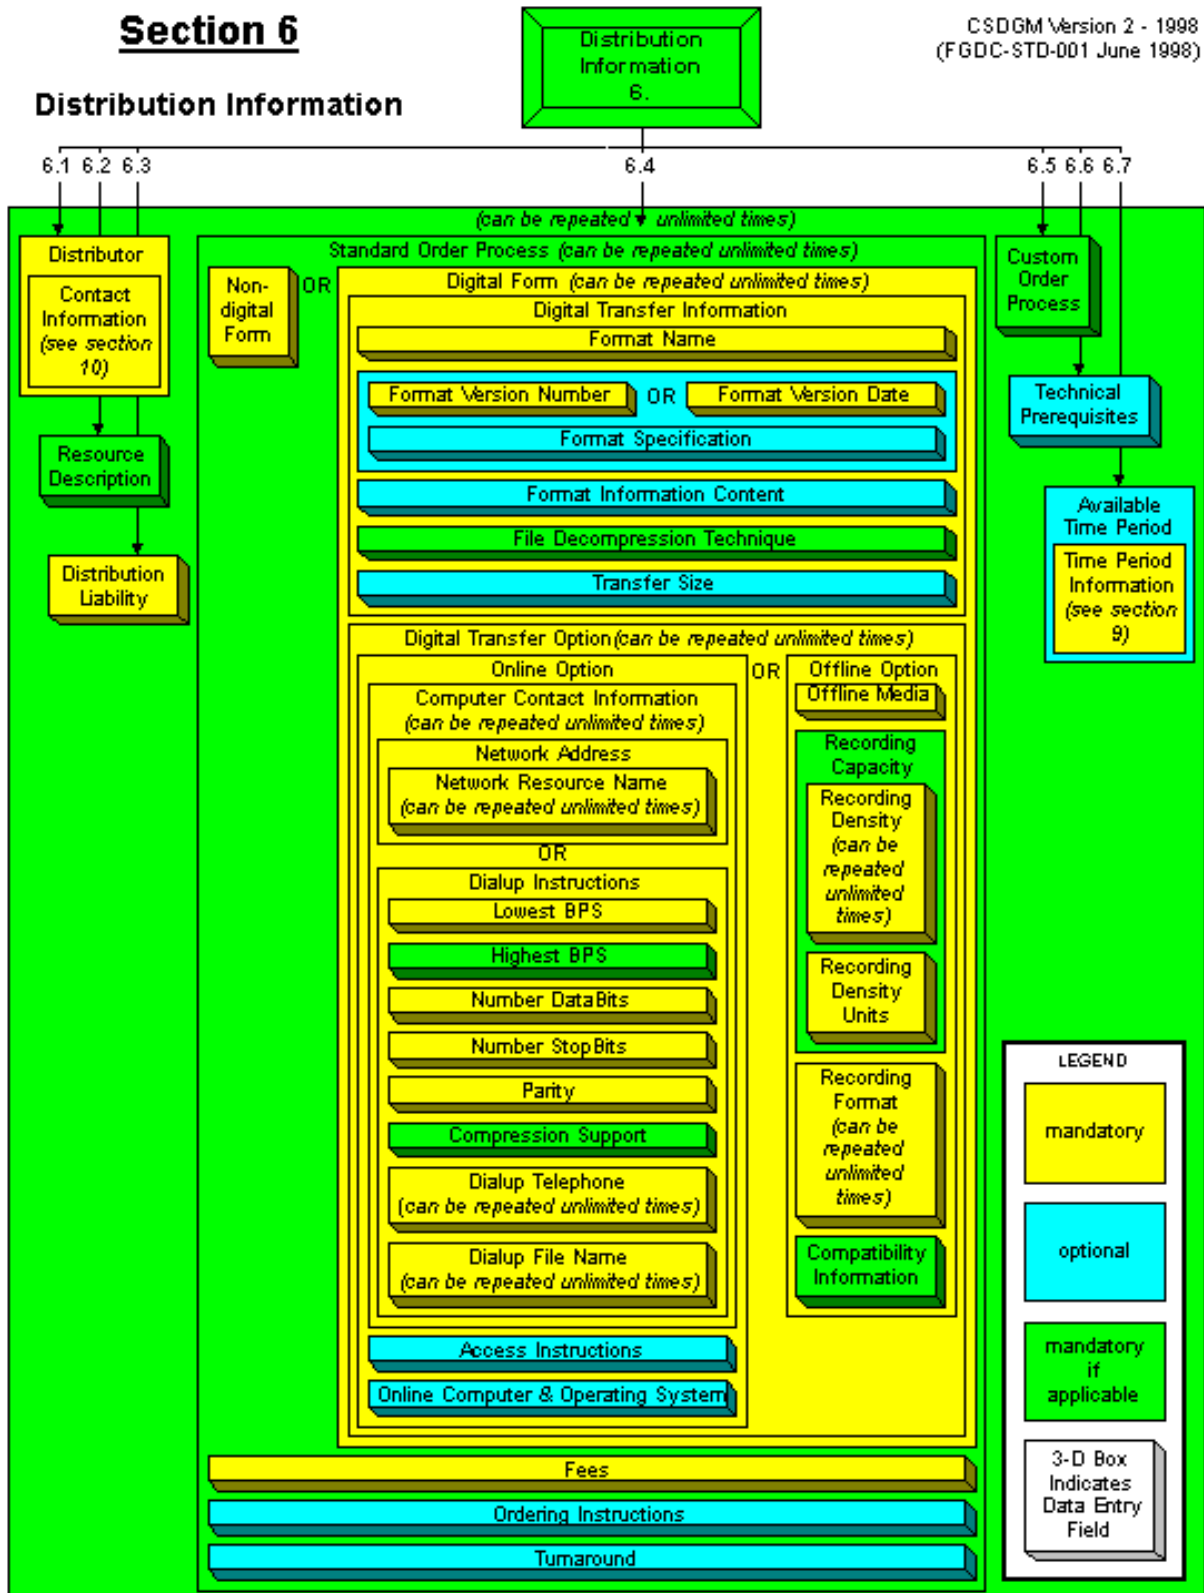 Section 6
Distribution
Information
6.
CSDGM Version 2 - 1998
(FGDC-STD-001 June 1998)
Distribution Information
6.1 6.2 6.3 6.4 6.5 6.6 6.7
(can be repeated unlimited times)
Distributor
Contact
Information
(see section
10)
Resource
Description
Distribution
Liability
Standard Order Process (can be repeated unlimited times)
Non-
digital
Form
OR
Digital Form (can be repeated unlimited times)
Digital Transfer Information
Format Name
Format Version Number
OR
Format Version Date
Format Specification
Format Information Content
File Decompression Technique
Transfer Size
Digital Transfer Option(can be repeated unlimited times)
Online Option
Computer Contact Information
(can be repeated unlimited times)
Network Address
Network Resource Name
(can be repeated unlimited times)
OR
Dialup Instructions
Lowest BPS
Highest BPS
Number DataBits
Number StopBits
Parity
Compression Support
Dialup Telephone
(can be repeated unlimited times)
Dialup File Name
(can be repeated unlimited times)
Access Instructions
Online Computer & Operating System
OR
Offline Option
Offline Media
Recording
Capacity
Recording
Density
(can be
repeated
unlimited
times)
Recording
Density
Units
Recording
Format
(can be
repeated
unlimited
times)
Compatibility
Information
Fees
Ordering Instructions
Turnaround
Custom
Order
Process
Technical
Prerequisites
Available
Time Period
Time Period
Information
(see section
9)
LEGEND
mandatory
optional
mandatory
if
applicable
3-D Box
Indicates
Data Entry
Field